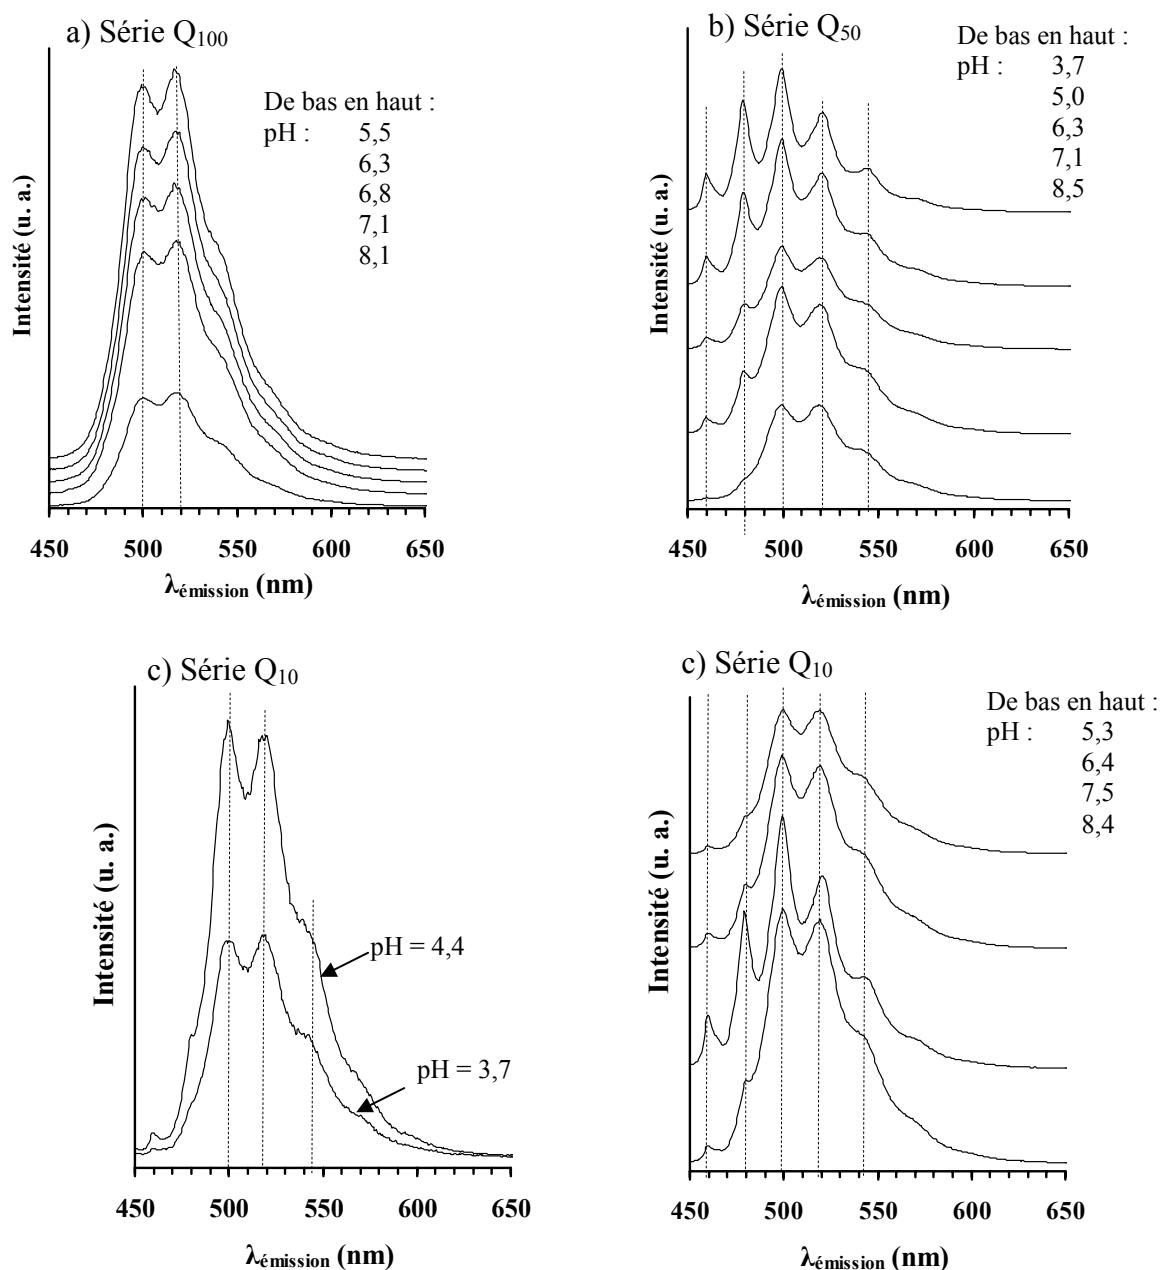 a) Série Q100
De bas en haut :
pH : 5,5
6,3
6,8
7,1
8,1
Intensité (u. a.)
450 500 550 600 650
λémission (nm)
b) Série Q50
De bas en haut :
pH : 3,7
5,0
6,3
7,1
8,5
Intensité (u. a.)
450 500 550 600 650
λémission (nm)
c) Série Q10
pH = 4,4
pH = 3,7
Intensité (u. a.)
450 500 550 600 650
λémission (nm)
c) Série Q10
De bas en haut :
pH : 5,3
6,4
7,5
8,4
Intensité (u. a.)
450 500 550 600 650
λémission (nm)